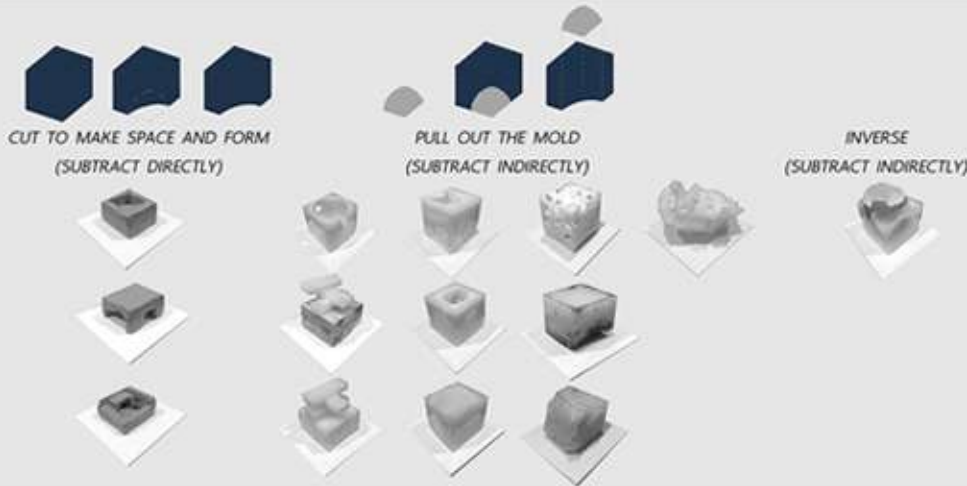 CUT TO MAKE SPACE AND FORM
(SUBTRACT DIRECTLY)
PULL OUT THE MOLD
(SUBTRACT INDIRECTLY)
INVERSE
(SUBTRACT INDIRECTLY)